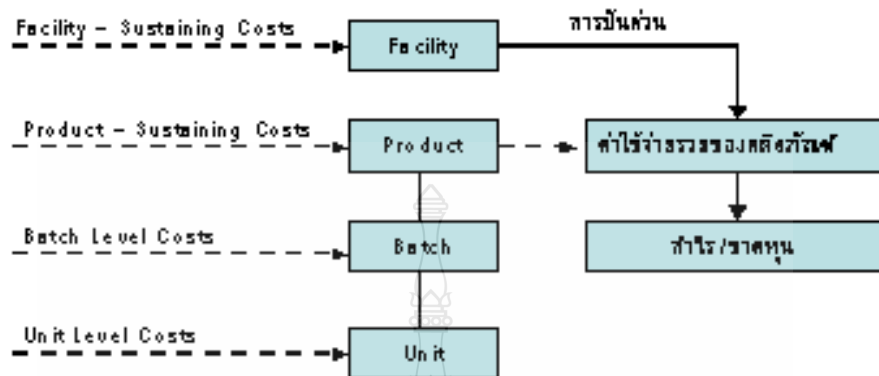 Facility - Sustaining Costs
Facility
การปันส่วน
Product - Sustaining Costs
Product
ค่าใช้จ่ายรวมของผลิตภัณฑ์
Batch Level Costs
Batch
กำไร/ขาดทุน
Unit Level Costs
Unit